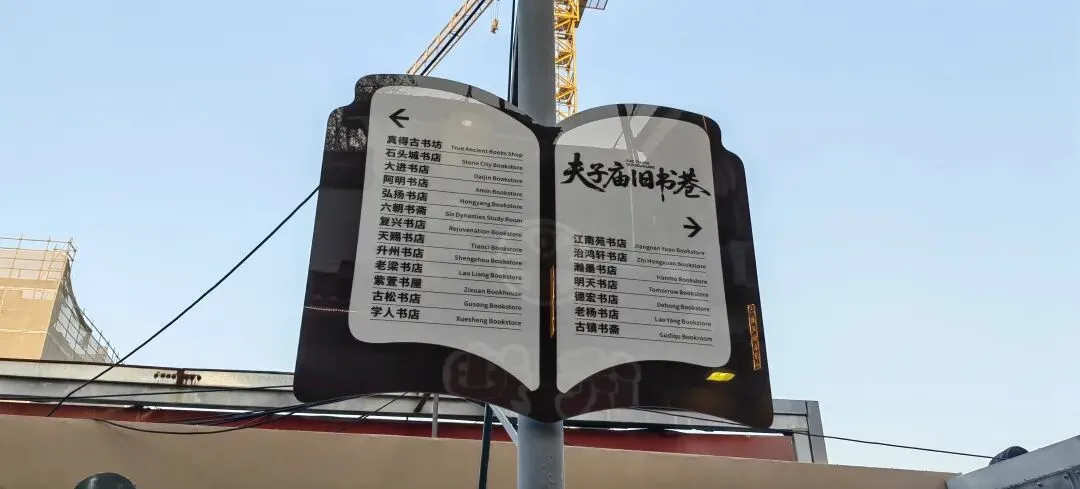 ←
真得古书坊 True Ancient Books Shop
石头城书店 Stone City Bookstore
大进书店 Daijin Bookstore
阿明书店 Amin Bookstore
弘扬书店 Hongyang Bookstore
六朝书斋 Six Dynasties Study Room
复兴书店 Rejuvenation Bookstore
天赐书店 Tianci Bookstore
升州书店 Shengzhou Bookstore
老梁书店 Lao Liang Bookstore
紫萱书屋 Zixuan Bookhouse
古松书店 Gusong Bookstore
学人书店 Xuesheng Bookstore
夫子庙旧书巷
→
江南苑书店 Jiangnan Yuan Bookstore
治鸿轩书店 Zhi Hongxuan Bookstore
瀚墨书店 Hanmo Bookstore
明天书店 Tomorrow Bookstore
德宏书店 Dehong Bookstore
老杨书店 Lao Yang Bookstore
古镇书斋 Gudiqu Bookroom